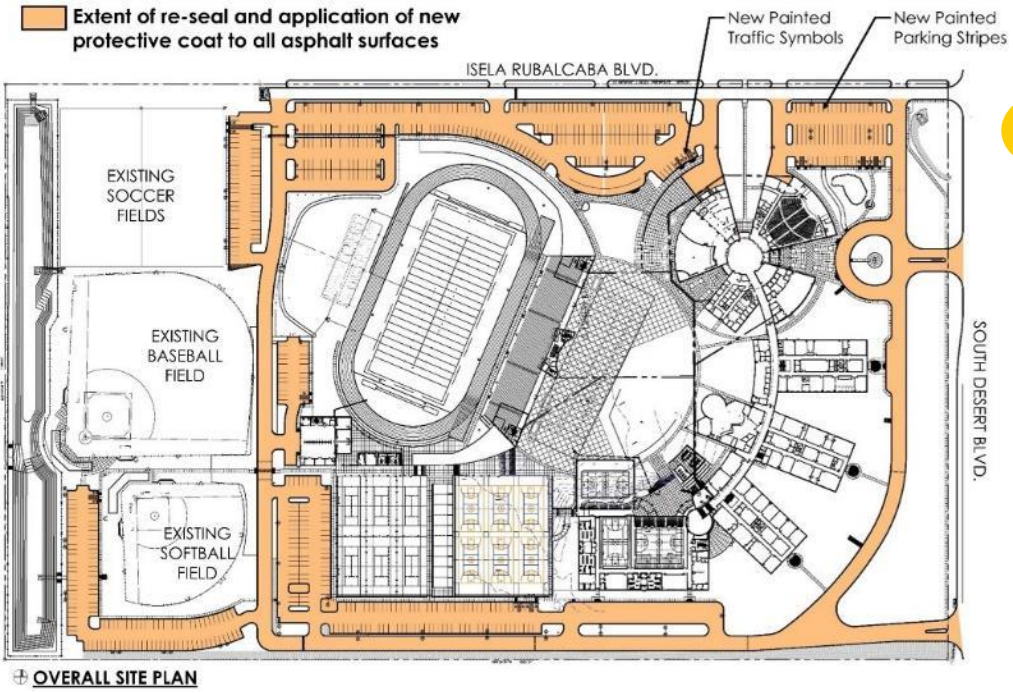 Extent of re-seal and application of new
protective coat to all asphalt surfaces
New Painted
Traffic Symbols
New Painted
Parking Stripes
ISELA RUBALCABA BLVD.
EXISTING
SOCCER
FIELDS
EXISTING
BASEBALL
FIELD
SOUTH DESERT BLVD.
EXISTING
SOFTBALL
FIELD
OVERALL SITE PLAN